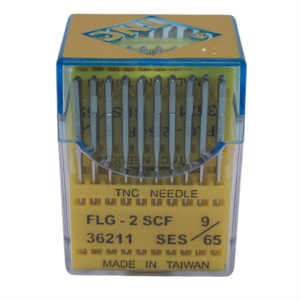 TNC NEEDLE
FLG - 2 SCF 9/65
36211 SES
MADE IN TAIWAN